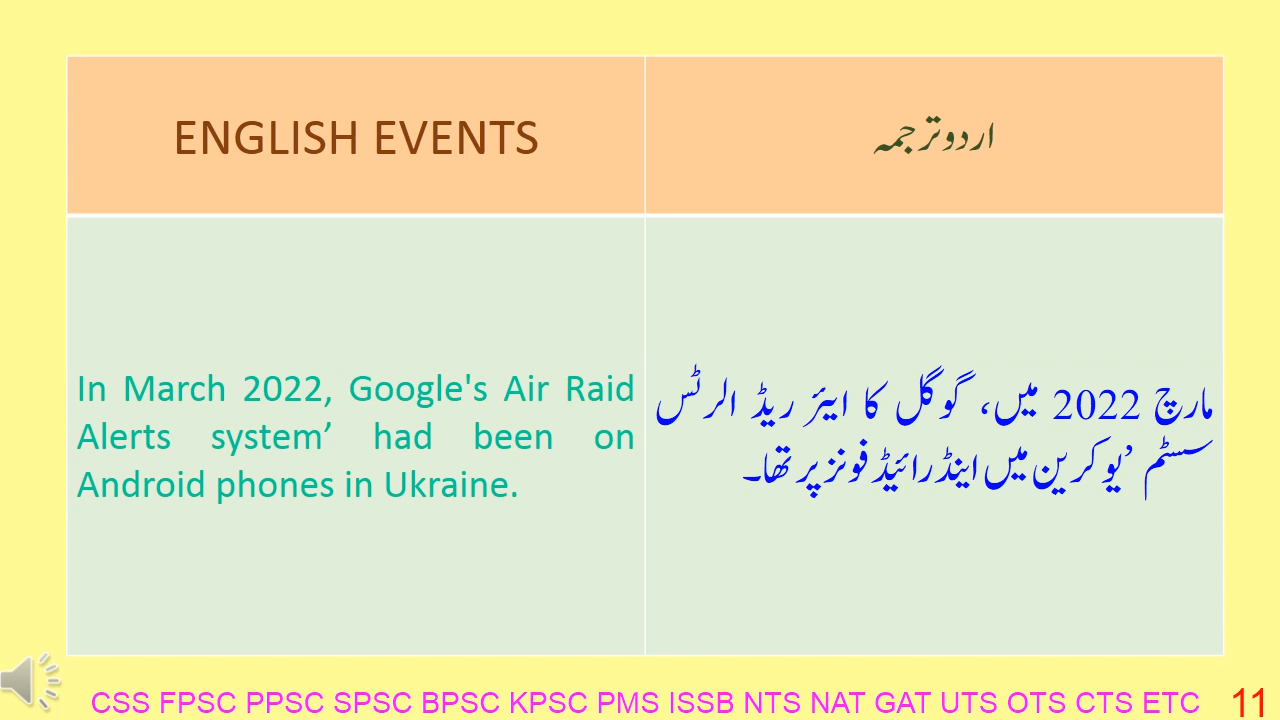 ENGLISH EVENTS
اردو ترجمہ
In March 2022, Google's Air Raid
Alerts system’ had been on
Android phones in Ukraine.
مارچ 2022 میں، گوگل کا ایئر ریڈ الرٹس
سسٹم ’یوکرین میں اینڈرائیڈ فونز پر تھا۔
CSS FPSC PPSC SPSC BPSC KPSC PMS ISSB NTS NAT GAT UTS OTS CTS ETC
11